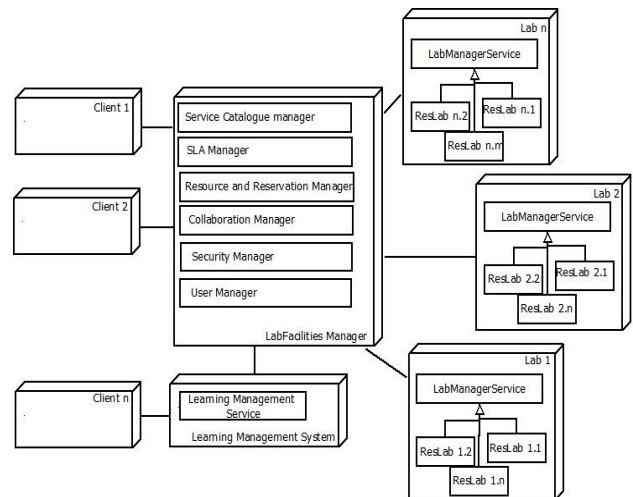 Lab n
LabManagerService
ResLab n.2
ResLab n.1
ResLab n.m
Client 1
Service Catalogue manager
SLA Manager
Resource and Reservation Manager
Collaboration Manager
Security Manager
User Manager
LabFacilities Manager
Client 2
Lab 2
LabManagerService
ResLab 2.2
ResLab 2.1
ResLab 2.n
Lab 1
LabManagerService
ResLab 1.2
ResLab 1.1
ResLab 1.n
Client n
Learning Management
Service
Learning Management System